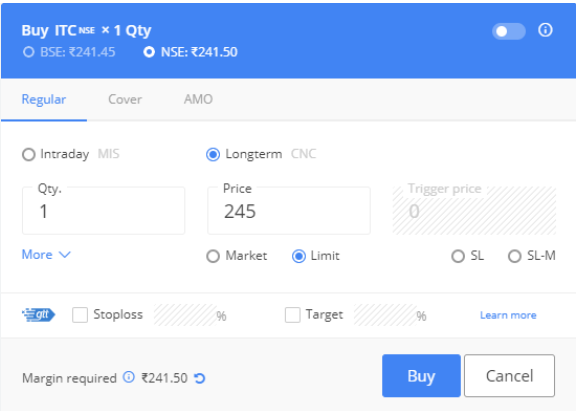 Buy ITC NSE × 1 Qty
BSE: ₹241.45 NSE: ₹241.50
Regular Cover AMO
Intraday MIS Longterm CNC
Qty. Price Trigger price
1 245 0
More Market Limit SL SL-M
gtt Stoploss % Target % Learn more
Margin required ₹241.50 Buy Cancel